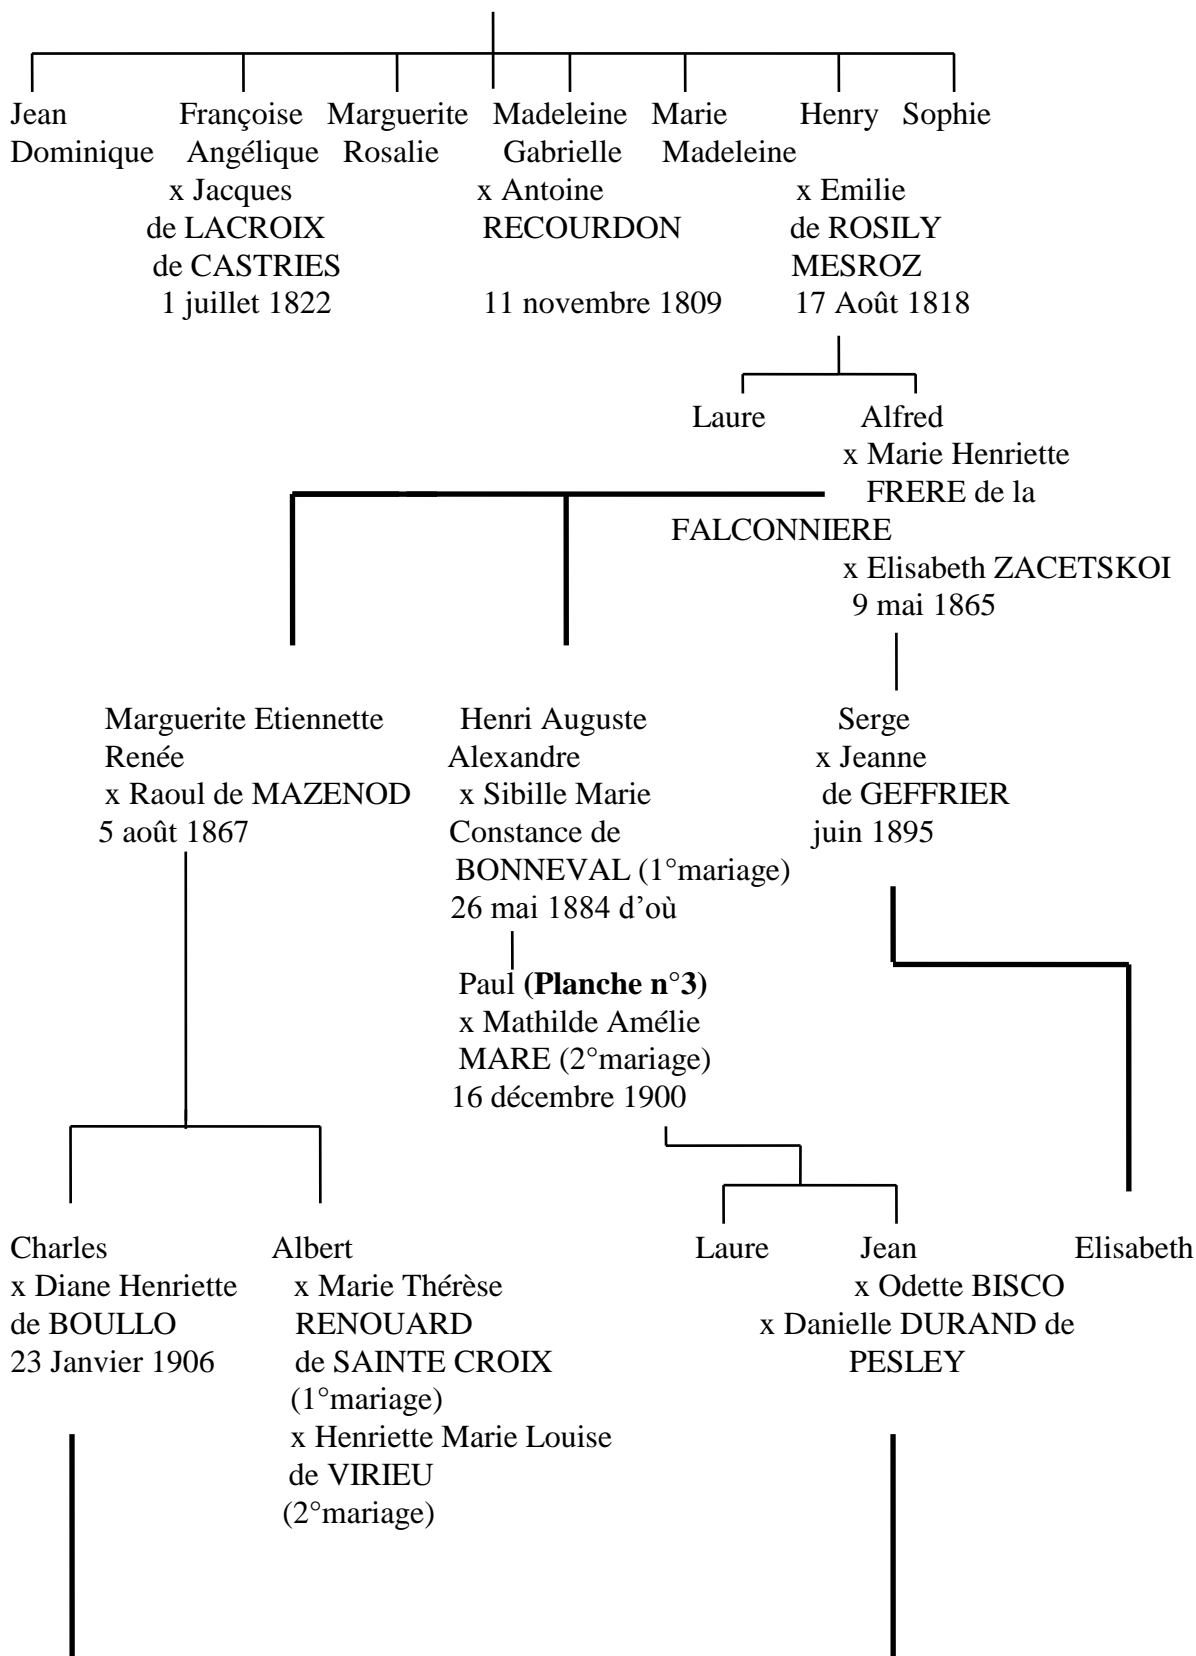 Jean Françoise Marguerite Madeleine Marie Henry Sophie
Dominique Angélique Rosalie Gabrielle Madeleine
x Jacques x Antoine x Emilie
de LACROIX RECOURDON de ROSILY
de CASTRIES MESROZ
1 juillet 1822 11 novembre 1809 17 Août 1818
Laure Alfred
x Marie Henriette
FRERE de la
FALCONNIERE
x Elisabeth ZACETSKOI
9 mai 1865
Marguerite Etiennette Henri Auguste Serge
Renée Alexandre x Jeanne
x Raoul de MAZENOD x Sibille Marie de GEFFRIER
5 août 1867 Constance de juin 1895
BONNEVAL (1°mariage)
26 mai 1884 d'où
Paul (Planche n°3)
x Mathilde Amélie
MARE (2°mariage)
16 décembre 1900
Charles Albert Laure Jean Elisabeth
x Diane Henriette x Marie Thérèse x Odette BISCO
de BOULLO RENOUARD x Danielle DURAND de
23 Janvier 1906 de SAINTE CROIX PESLEY
(1°mariage)
x Henriette Marie Louise
de VIRIEU
(2°mariage)